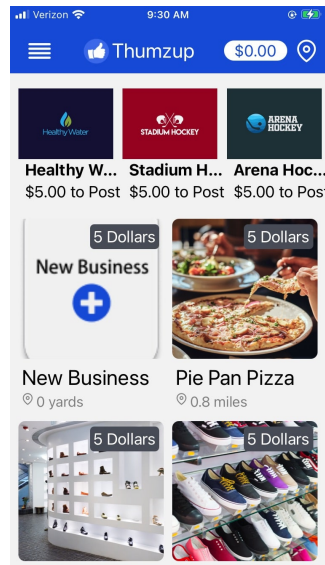 Verizon 9:30 AM
Thumzup $0.00
Healthy Water STADIUM HOCKEY ARENA HOCKEY
Healthy W... Stadium H... Arena Hoc...
$5.00 to Post $5.00 to Post $5.00 to Post
5 Dollars 5 Dollars
New Business
New Business Pie Pan Pizza
0 yards 0.8 miles
5 Dollars 5 Dollars